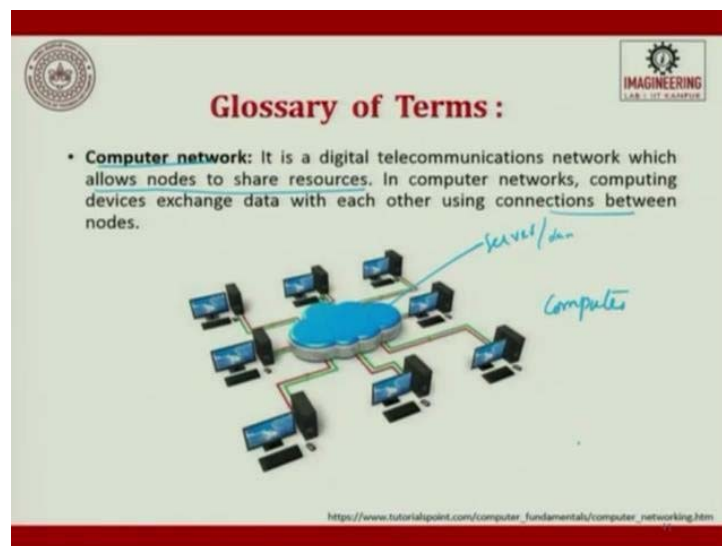 IMAGINEERING
LAB | IIT KANPUR
Glossary of Terms :
• Computer network: It is a digital telecommunications network which
allows nodes to share resources. In computer networks, computing
devices exchange data with each other using connections between
nodes.
server/
computer
https://www.tutorialspoint.com/computer_fundamentals/computer_networking.htm